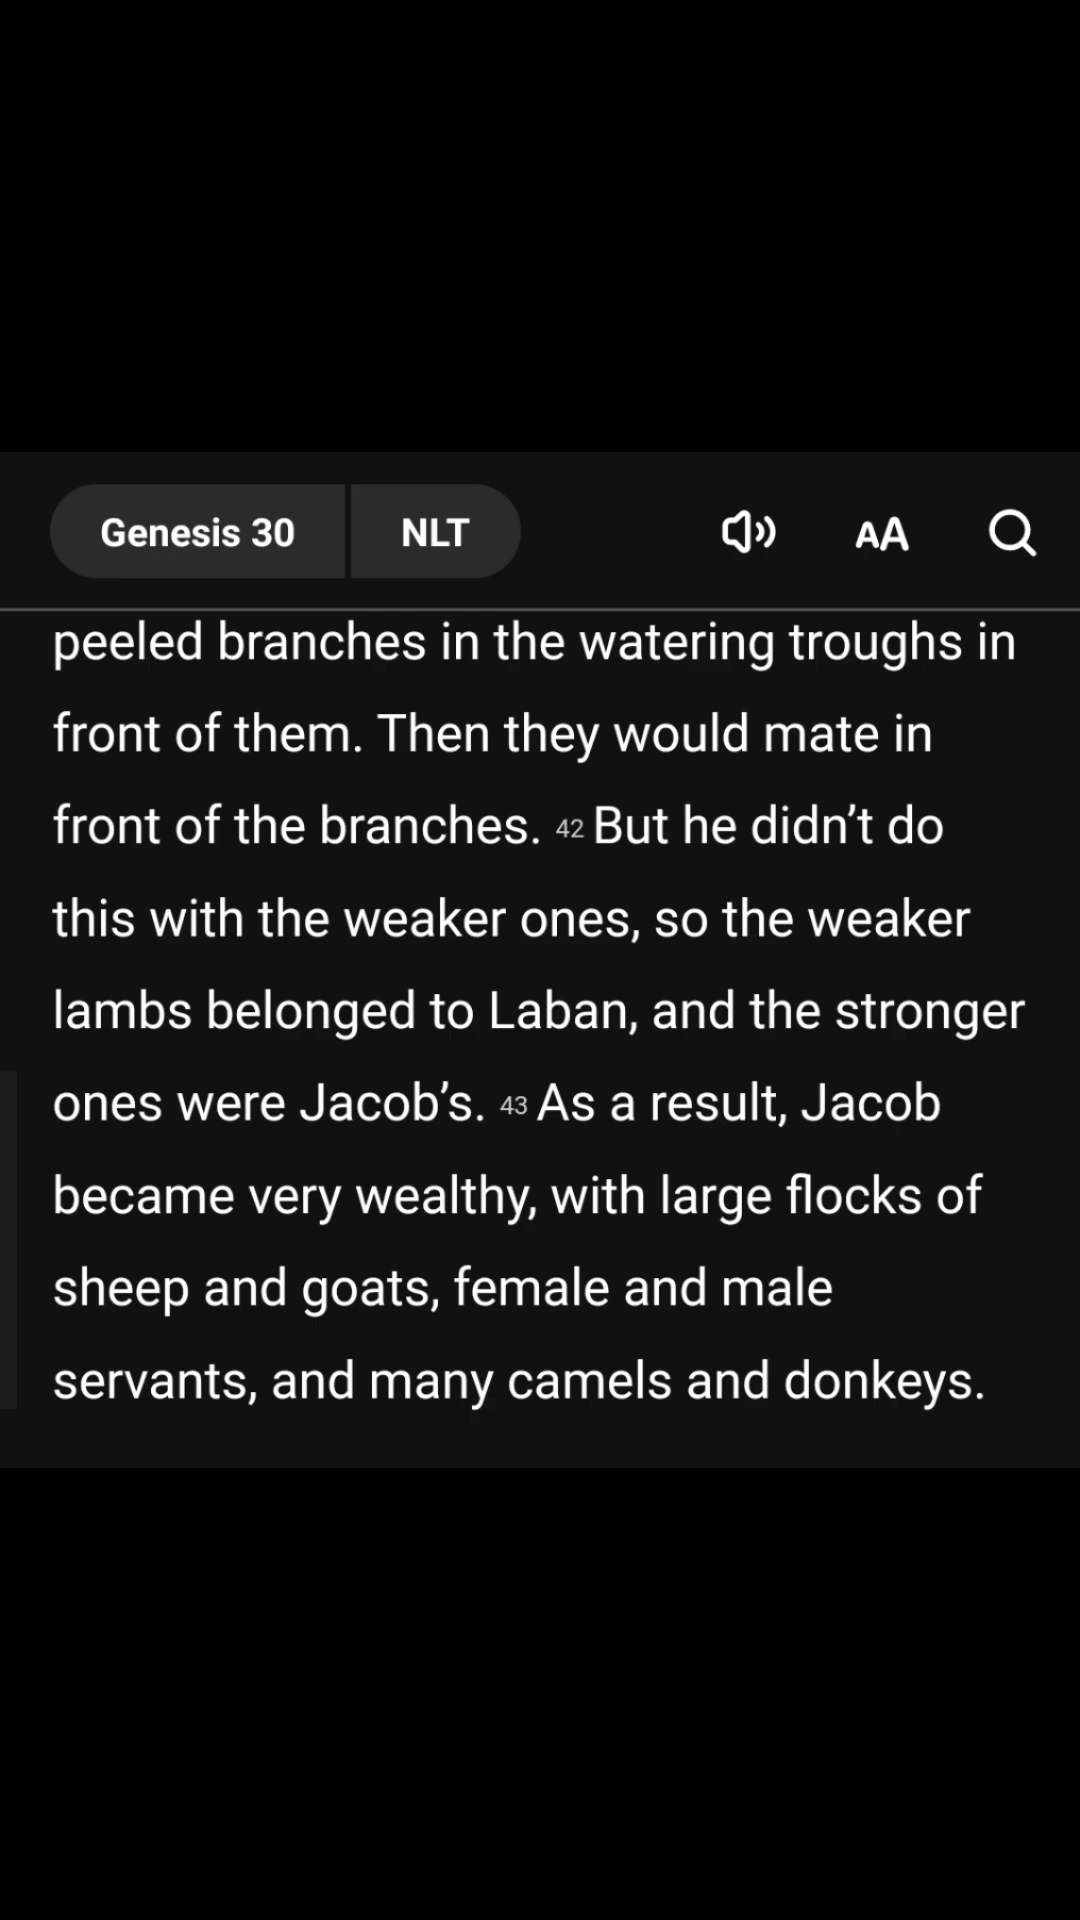 Genesis 30 NLT AA
peeled branches in the watering troughs in
front of them. Then they would mate in
front of the branches. 42 But he didn’t do
this with the weaker ones, so the weaker
lambs belonged to Laban, and the stronger
ones were Jacob’s. 43 As a result, Jacob
became very wealthy, with large flocks of
sheep and goats, female and male
servants, and many camels and donkeys.